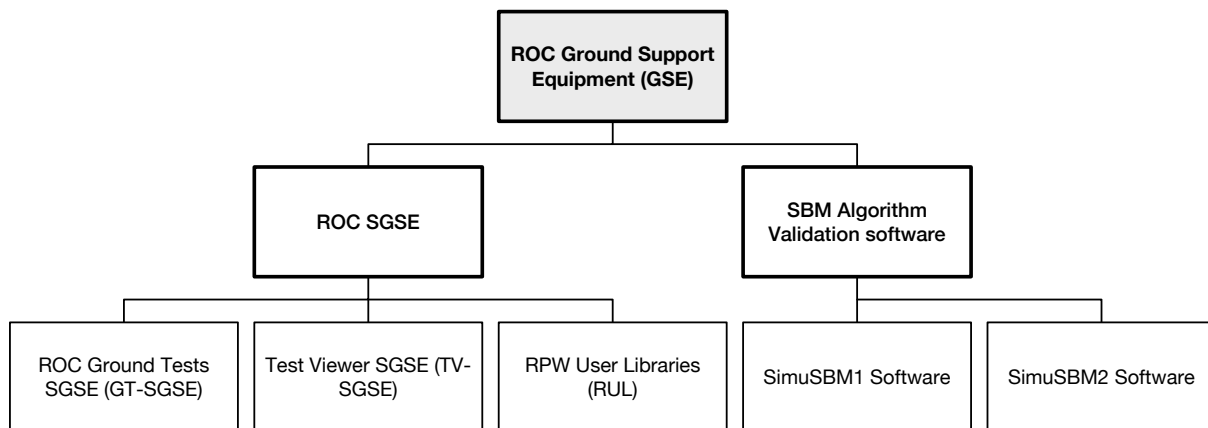 ROC Ground Support
Equipment (GSE)
ROC SGSE
SBM Algorithm
Validation software
ROC Ground Tests
SGSE (GT-SGSE)
Test Viewer SGSE (TV-
SGSE)
RPW User Libraries
(RUL)
SimuSBM1 Software
SimuSBM2 Software